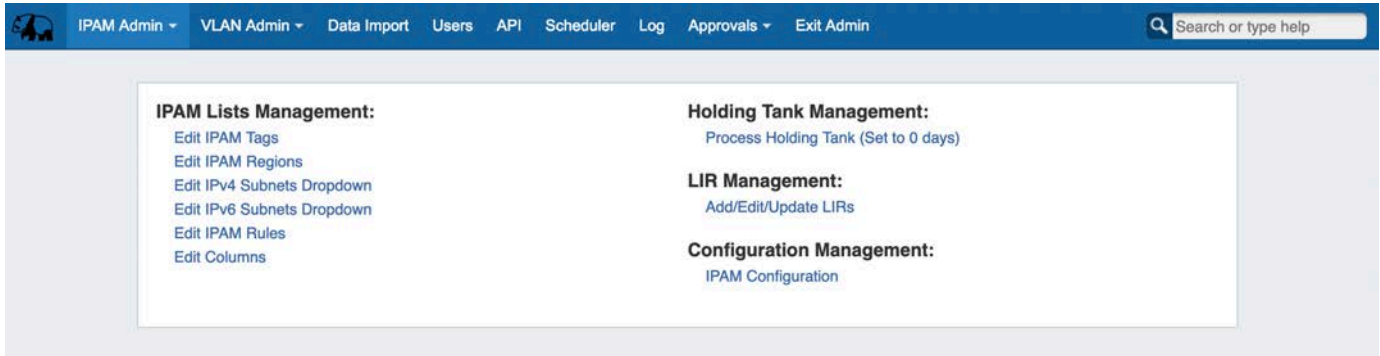 IPAM Admin VLAN Admin Data Import Users API Scheduler Log Approvals Exit Admin Search or type help
IPAM Lists Management:
Edit IPAM Tags
Edit IPAM Regions
Edit IPv4 Subnets Dropdown
Edit IPv6 Subnets Dropdown
Edit IPAM Rules
Edit Columns
Holding Tank Management:
Process Holding Tank (Set to 0 days)
LIR Management:
Add/Edit/Update LIRs
Configuration Management:
IPAM Configuration